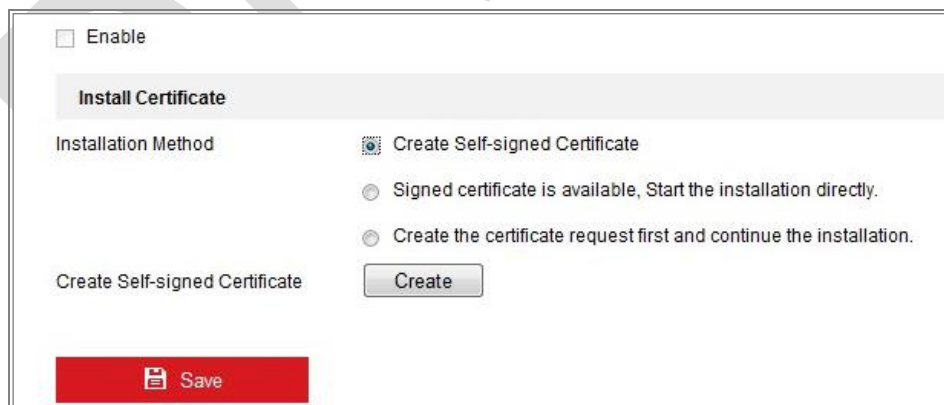 Enable
Install Certificate
Installation Method
Create Self-signed Certificate
Signed certificate is available, Start the installation directly.
Create the certificate request first and continue the installation.
Create Self-signed Certificate
Create
Save